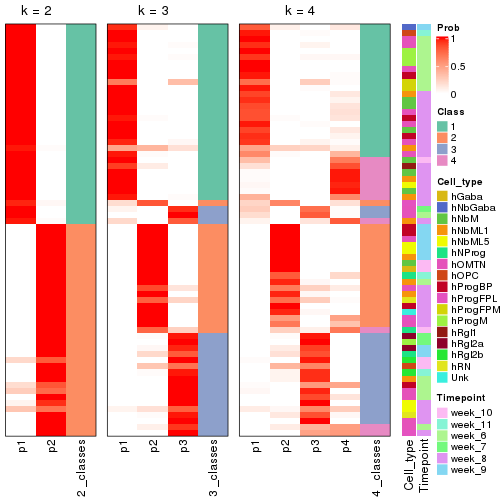 k = 2
k = 3
k = 4
p1
p2
2_classes
p1
p2
p3
3_classes
p1
p2
p3
p4
4_classes
Cell_type
Timepoint
Prob
1
0.5
0
Class
1
2
3
4
Cell_type
hGaba
hNbGaba
hNbM
hNbML1
hNbML5
hNProg
hOMTN
hOPC
hProgBP
hProgFPL
hProgFPM
hProgM
hRgl1
hRgl2a
hRgl2b
hRN
Unk
Timepoint
week_10
week_11
week_6
week_7
week_8
week_9